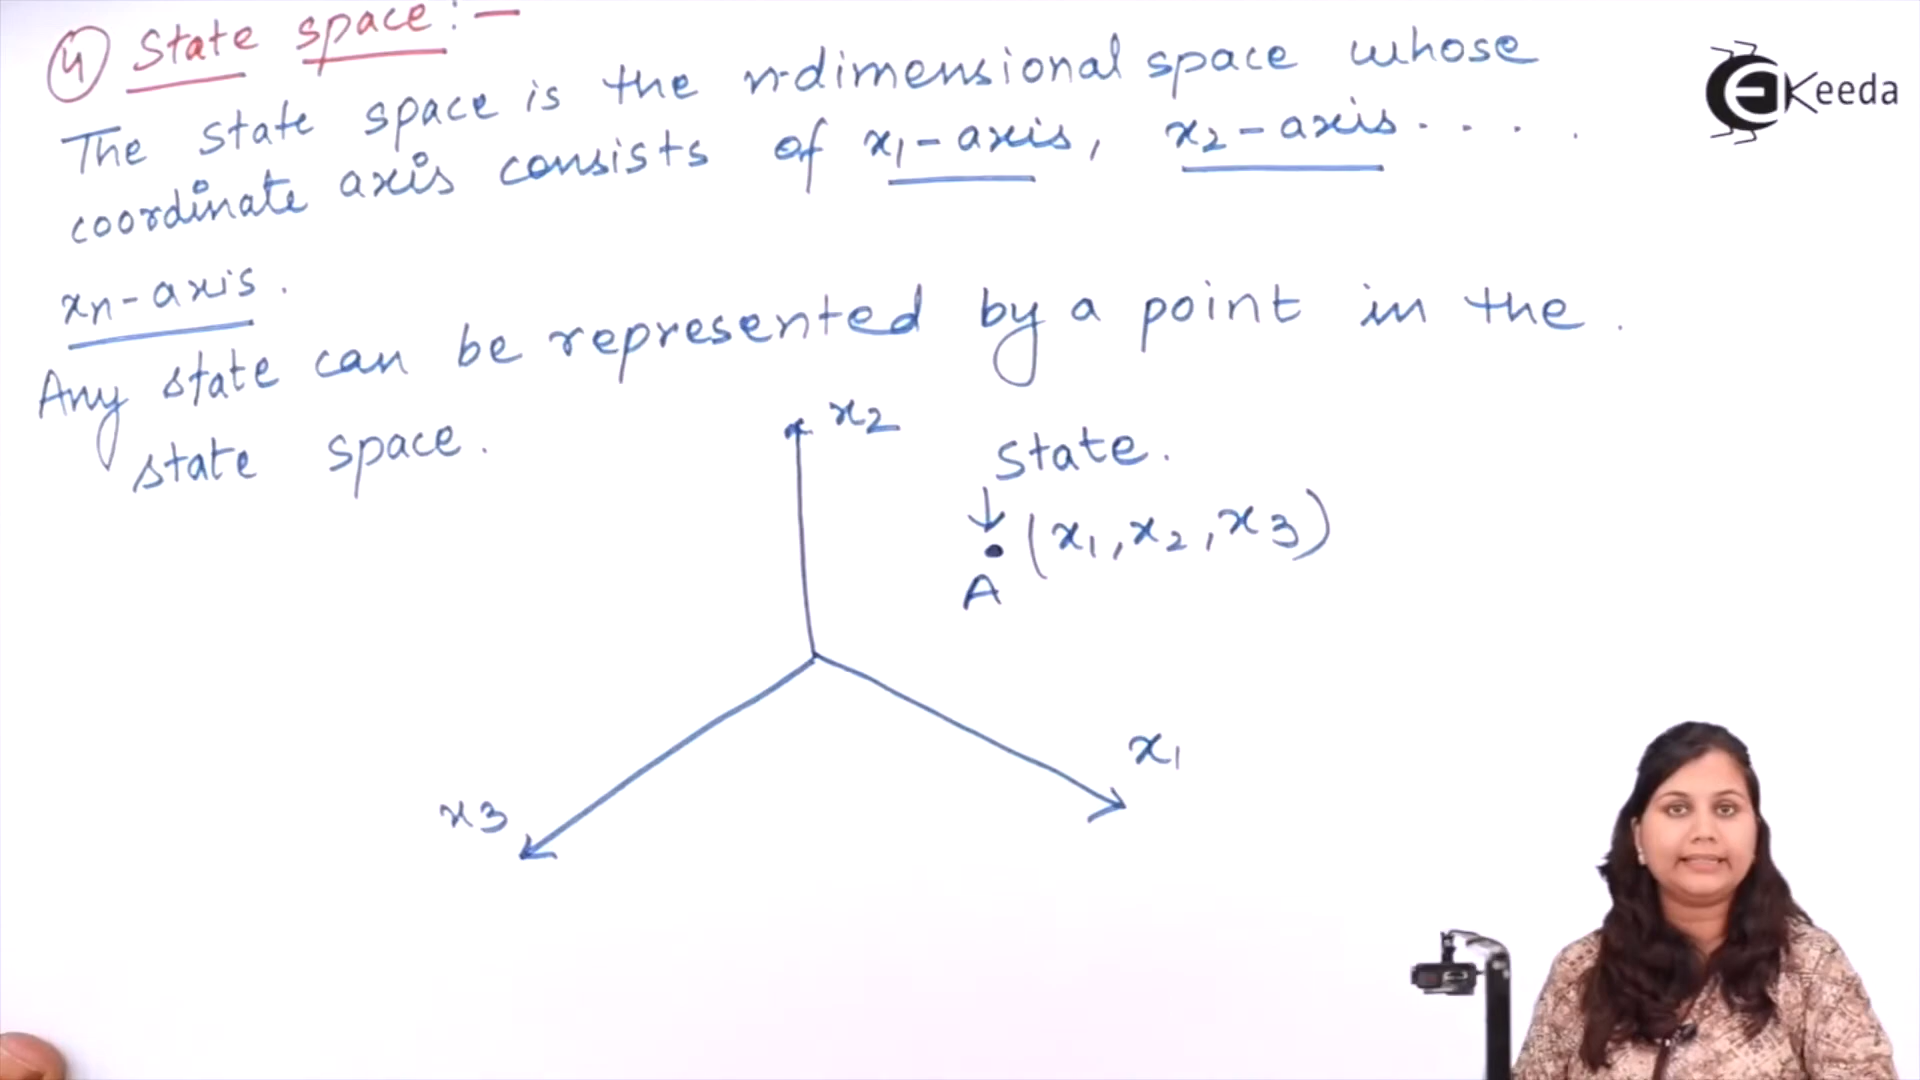 4 State space:-
The state space is the n-dimensional space whose
coordinate axis consists of x₁-axis, x₂-axis....
xn-axis.
Any state can be represented by a point in the.
state space.
x₂
state.
(x₁, x₂, x₃)
A
x₁
x₃
EKeeda